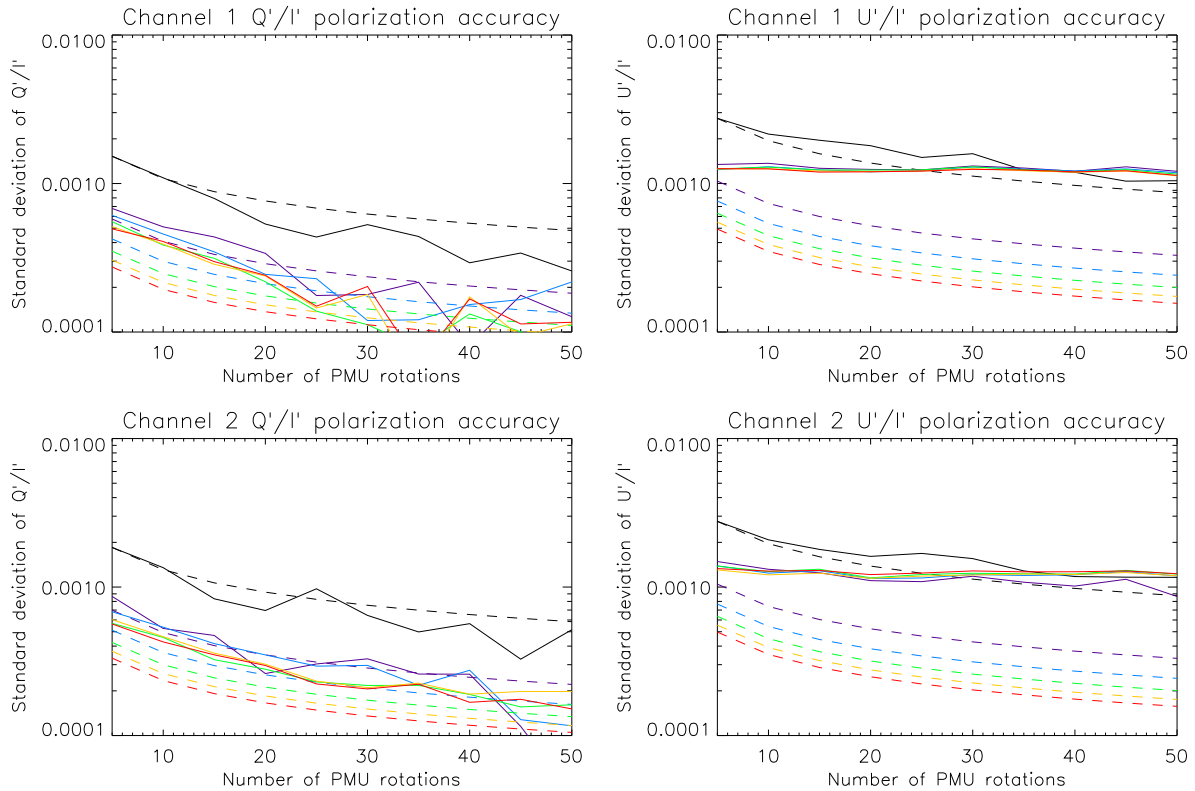 Channel 1 Q'/I' polarization accuracy
Standard deviation of Q'/I'
0.0100
0.0010
0.0001
10 20 30 40 50
Number of PMU rotations
Channel 1 U'/I' polarization accuracy
Standard deviation of U'/I'
0.0100
0.0010
0.0001
10 20 30 40 50
Number of PMU rotations
Channel 2 Q'/I' polarization accuracy
Standard deviation of Q'/I'
0.0100
0.0010
0.0001
10 20 30 40 50
Number of PMU rotations
Channel 2 U'/I' polarization accuracy
Standard deviation of U'/I'
0.0100
0.0010
0.0001
10 20 30 40 50
Number of PMU rotations